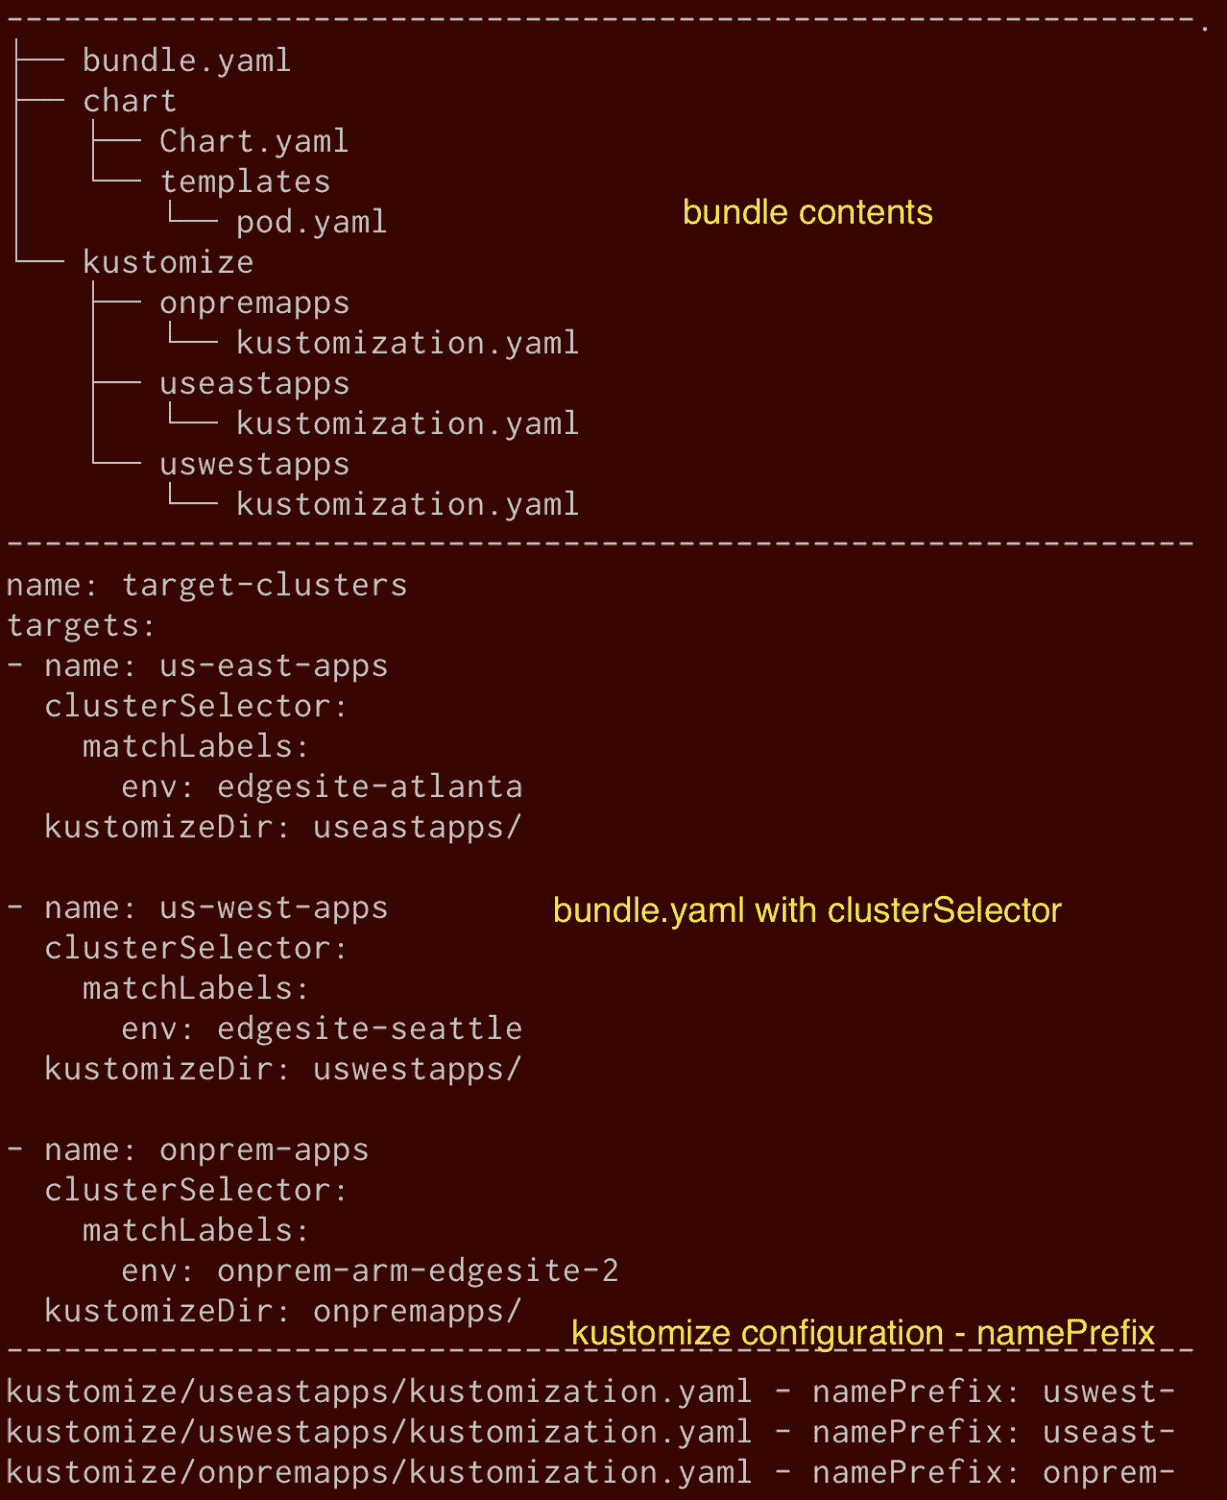 .
bundle.yaml
chart
Chart.yaml
templates
bundle contents
pod.yaml
kustomize
onpremapps
kustomization.yaml
useastapps
kustomization.yaml
uswestapps
kustomization.yaml
name: target-clusters
targets:
- name: us-east-apps
clusterSelector:
matchLabels:
env: edgesite-atlanta
kustomizeDir: useastapps/
- name: us-west-apps
bundle.yaml with clusterSelector
clusterSelector:
matchLabels:
env: edgesite-seattle
kustomizeDir: uswestapps/
- name: onprem-apps
clusterSelector:
matchLabels:
env: onprem-arm-edgesite-2
kustomizeDir: onpremapps/
kustomize configuration - namePrefix
kustomize/useastapps/kustomization.yaml - namePrefix: uswest-
kustomize/uswestapps/kustomization.yaml - namePrefix: useast-
kustomize/onpremapps/kustomization.yaml - namePrefix: onprem-